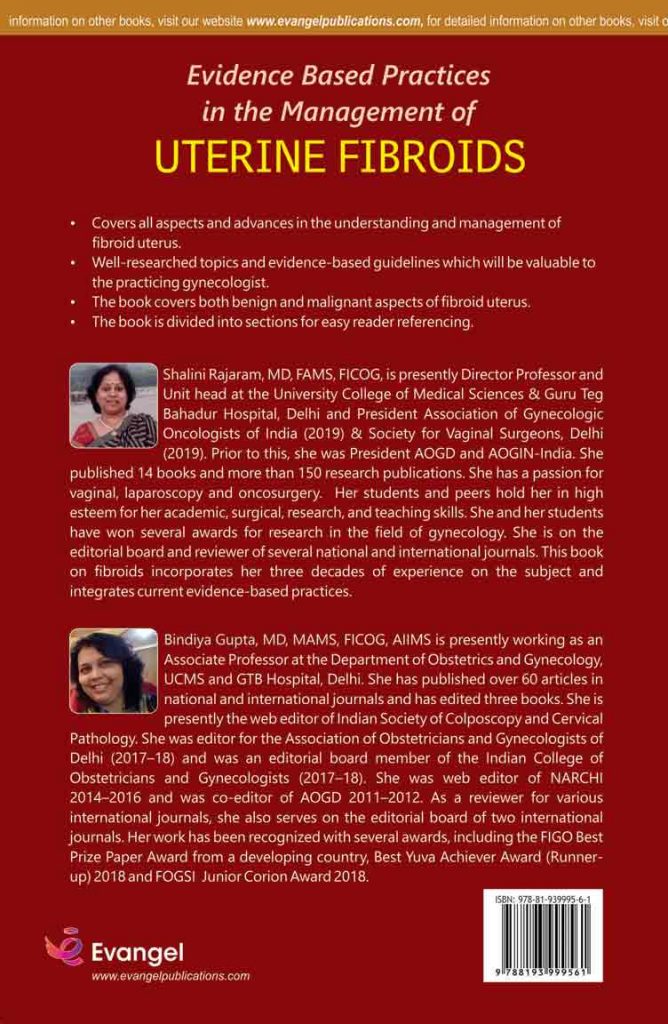 information on other books, visit our website www.evangelpublications.com, for detailed information on other books, visit o
Evidence Based Practices
in the Management of
UTERINE FIBROIDS
• Covers all aspects and advances in the understanding and management of
fibroid uterus.
• Well-researched topics and evidence-based guidelines which will be valuable to
the practicing gynecologist.
• The book covers both benign and malignant aspects of fibroid uterus.
• The book is divided into sections for easy reader referencing.
Shalini Rajaram, MD, FAMS, FICOG, is presently Director Professor and
Unit head at the University College of Medical Sciences & Guru Teg
Bahadur Hospital, Delhi and President Association of Gynecologic
Oncologists of India (2019) & Society for Vaginal Surgeons, Delhi
(2019). Prior to this, she was President AOGD and AOGIN-India. She
published 14 books and more than 150 research publications. She has a passion for
vaginal, laparoscopy and oncosurgery. Her students and peers hold her in high
esteem for her academic, surgical, research, and teaching skills. She and her students
have won several awards for research in the field of gynecology. She is on the
editorial board and reviewer of several national and international journals. This book
on fibroids incorporates her three decades of experience on the subject and
integrates current evidence-based practices.
Bindiya Gupta, MD, MAMS, FICOG, AIIMS is presently working as an
Associate Professor at the Department of Obstetrics and Gynecology,
UCMS and GTB Hospital, Delhi. She has published over 60 articles in
national and international journals and has edited three books. She is
presently the web editor of Indian Society of Colposcopy and Cervical
Pathology. She was editor for the Association of Obstetricians and Gynecologists of
Delhi (2017–18) and was an editorial board member of the Indian College of
Obstetricians and Gynecologists (2017–18). She was web editor of NARCHI
2014–2016 and was co-editor of AOGD 2011–2012. As a reviewer for various
international journals, she also serves on the editorial board of two international
journals. Her work has been recognized with several awards, including the FIGO Best
Prize Paper Award from a developing country, Best Yuva Achiever Award (Runner-
up) 2018 and FOGSI Junior Corion Award 2018.
ISBN: 978-81-939995-6-1
9 788193 999561
Evangel
www.evangelpublications.com